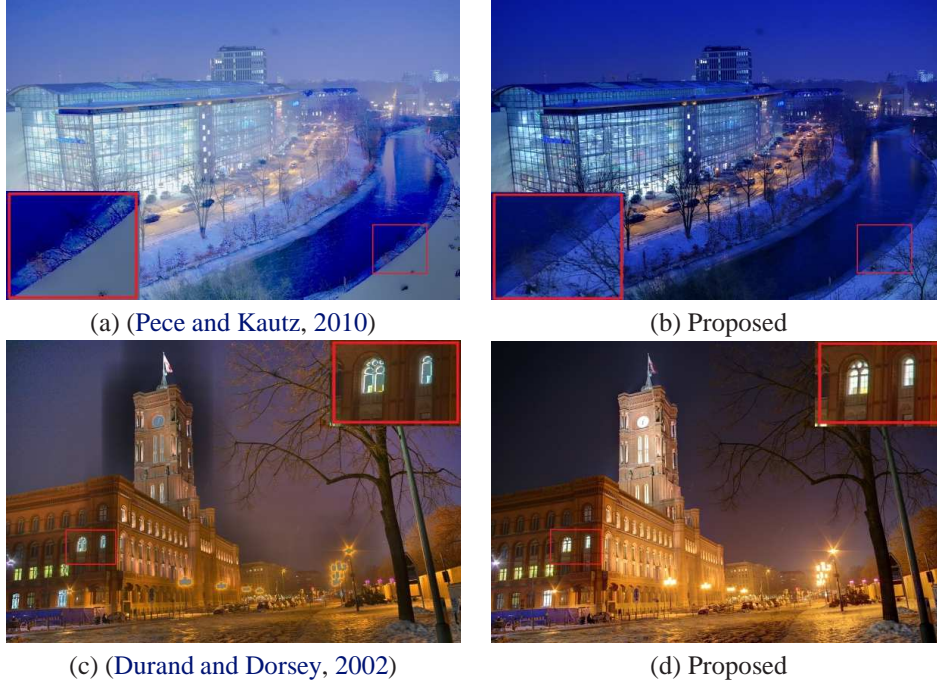 (a) (Pece and Kautz, 2010)
(b) Proposed
(c) (Durand and Dorsey, 2002)
(d) Proposed